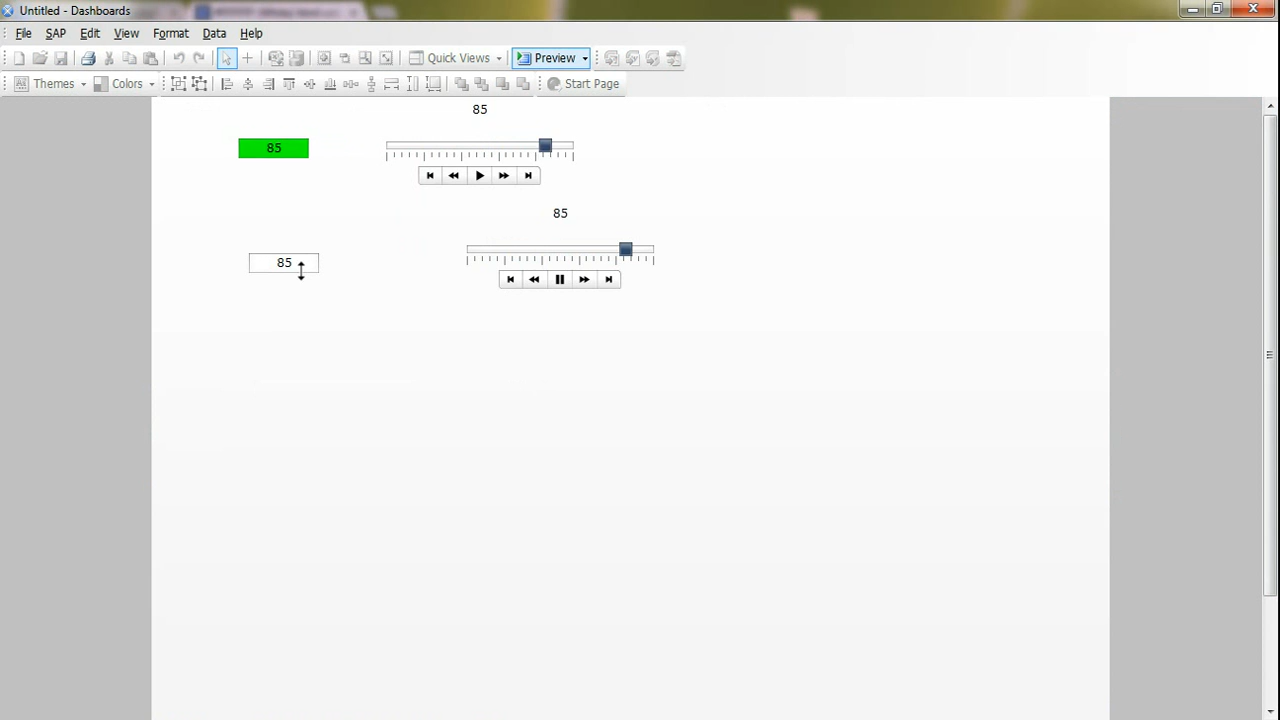 Untitled - Dashboards
File SAP Edit View Format Data Help
Quick Views Preview
Themes Colors Start Page
85
85
85
85